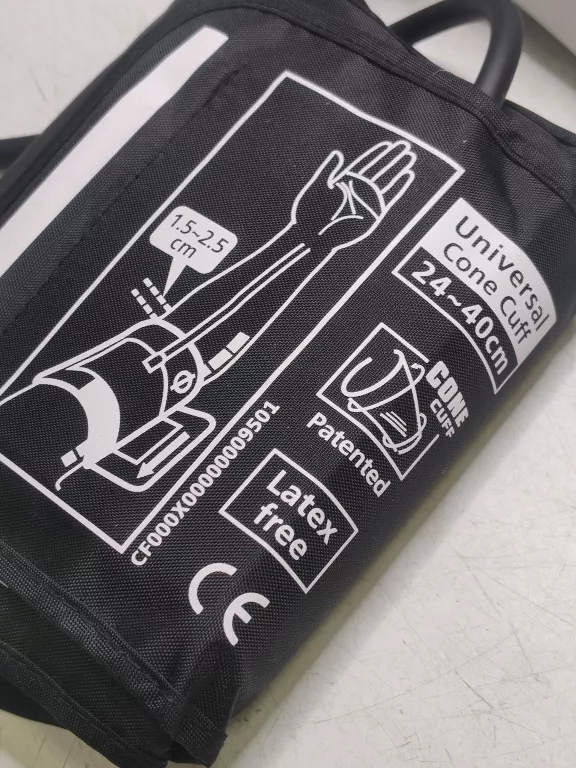 1.5~2.5
cm
Universal
Cone Cuff
24~40cm
CONE
CUFF
Patented
CF000X00000009501
Latex
free
CE